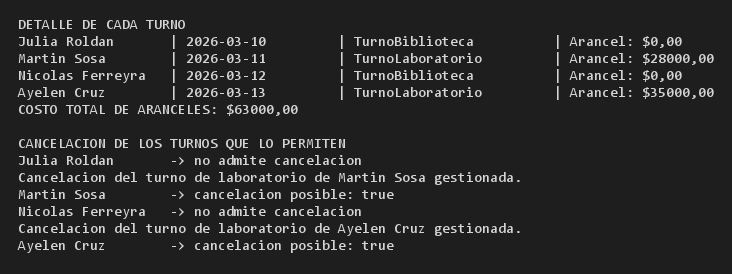 DETALLE DE CADA TURNO
Julia Roldan       | 2026-03-10         | TurnoBiblioteca          | Arancel: $0,00
Martin Sosa        | 2026-03-11         | TurnoLaboratorio         | Arancel: $28000,00
Nicolas Ferreyra   | 2026-03-12         | TurnoBiblioteca          | Arancel: $0,00
Ayelen Cruz        | 2026-03-13         | TurnoLaboratorio         | Arancel: $35000,00
COSTO TOTAL DE ARANCELES: $63000,00
CANCELACION DE LOS TURNOS QUE LO PERMITEN
Julia Roldan       -> no admite cancelacion
Cancelacion del turno de laboratorio de Martin Sosa gestionada.
Martin Sosa        -> cancelacion posible: true
Nicolas Ferreyra   -> no admite cancelacion
Cancelacion del turno de laboratorio de Ayelen Cruz gestionada.
Ayelen Cruz        -> cancelacion posible: true